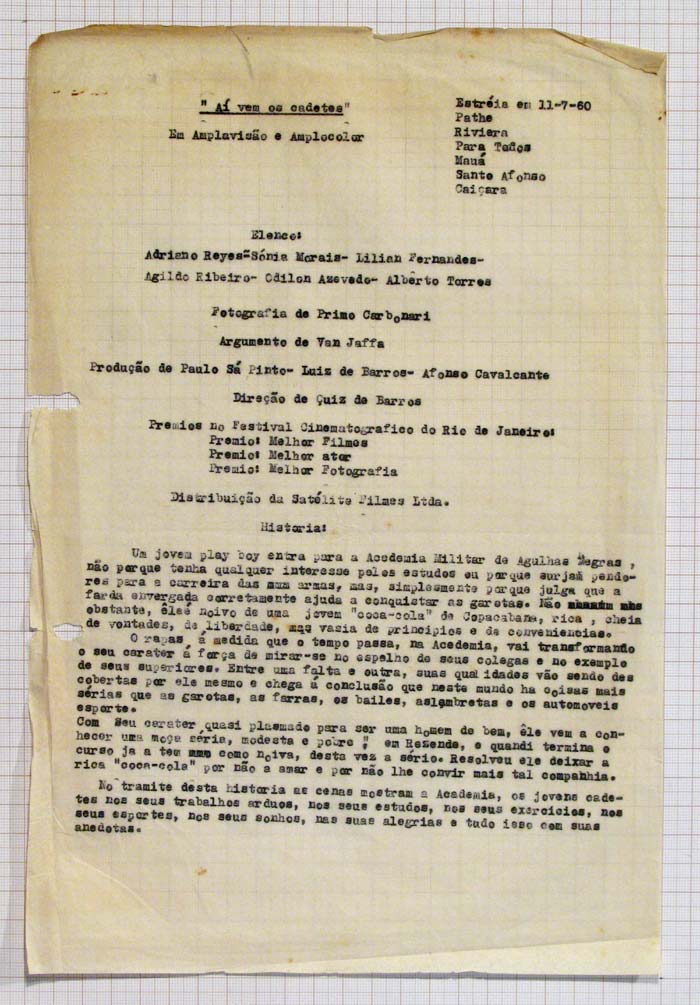 " Aí vem os cadetes"
Em Amplavisão e Amplocolor
Estréia em 11-7-60
Pathe
Riviera
Para Todos
Mauá
Santo Afonso
Caiçara
Elenco:
Adriano Reyes-Sónia Morais- Lilian Fernandes-
Agildo Ribeiro- Odilon Azevedo- Alberto Torres
Fotografia de Primo Carbonari
Argumento de Van Jaffa
Produção de Paulo Sá Pinto- Luiz de Barros- Afonso Cavalcante
Direção de Çuiz de Barros
Premios no Festival Cinematografico do Rio de Janeiro:
Premio: Melhor Filmes
Premio: Melhor ator
Premio: Melhor Fotografia
Distribuição da Satélite Filmes Ltda.
Historia:
Um jovem play boy entra para a Academia Militar de Agulhas Negras ,
não porque tenha qualquer interesse pelos estudos ou porque surjam pendo-
res para a carreira das armas, mas, simplesmente porque julga que a
farda envergada corretamente ajuda a conquistar as garotas. Não
obstante, êleé noivo de uma jovem "coca-cola" de Copacabana, rica , cheia
de vontades, de liberdade, mas vasia de principios e de conveniencias.
O rapas, á medida que o tempo passa, na Acedemia, vai transformando
o seu carater á força de mirar-se no espelho de seus colegas e no exemplo
de seus superiores. Entre uma falta e outra, suas qualidades vão sendo des
cobertas por ele mesmo e chega á conclusão que neste mundo ha coisas mais
sérias que as garotas, as farras, os bailes, aslambretas e os automoveis
esporte.
Com seu carater quasi plasmado para ser uma homem de bem, êle vem a con-
hecer uma moça séria, modesta e pobre , em Rezende, e quandi termina o
curso ja a tem como noiva, desta vez a sério. Resolveu ele deixar a
rica "coca-cola" por não a amar e por não lhe convir mais tal companhia.
No tramite desta historia as cenas mostram a Academia, os jovens cade-
tes nos seus trabalhos arduos, nos seus estudos, nos seus exercicios, nos
seus esportes, nos seus sonhos, nas suas alegrias e tudo isso com suas
anedotas.